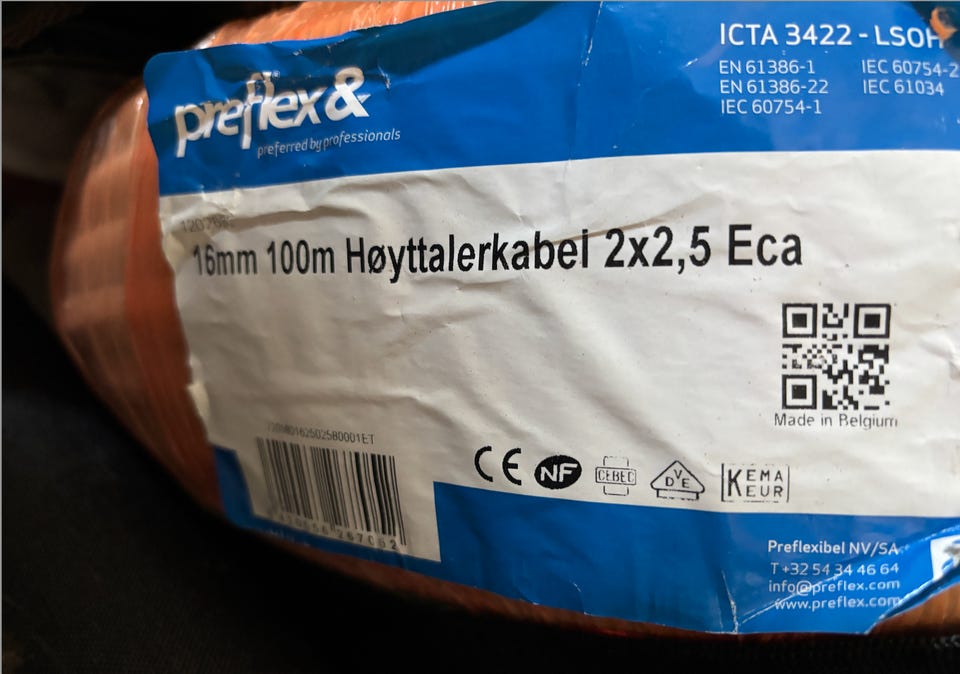 preflex&
preferred by professionals
ICTA 3422 - LSOH
EN 61386-1 IEC 60754-2
EN 61386-22 IEC 61034
IEC 60754-1
16mm 100m Høyttalerkabel 2x2,5 Eca
Made in Belgium
CE NF CEBEC VDE KEMA KEUR
Preflexibel NV/SA
T +32 54 34 46 64
info@preflex.com
www.preflex.com